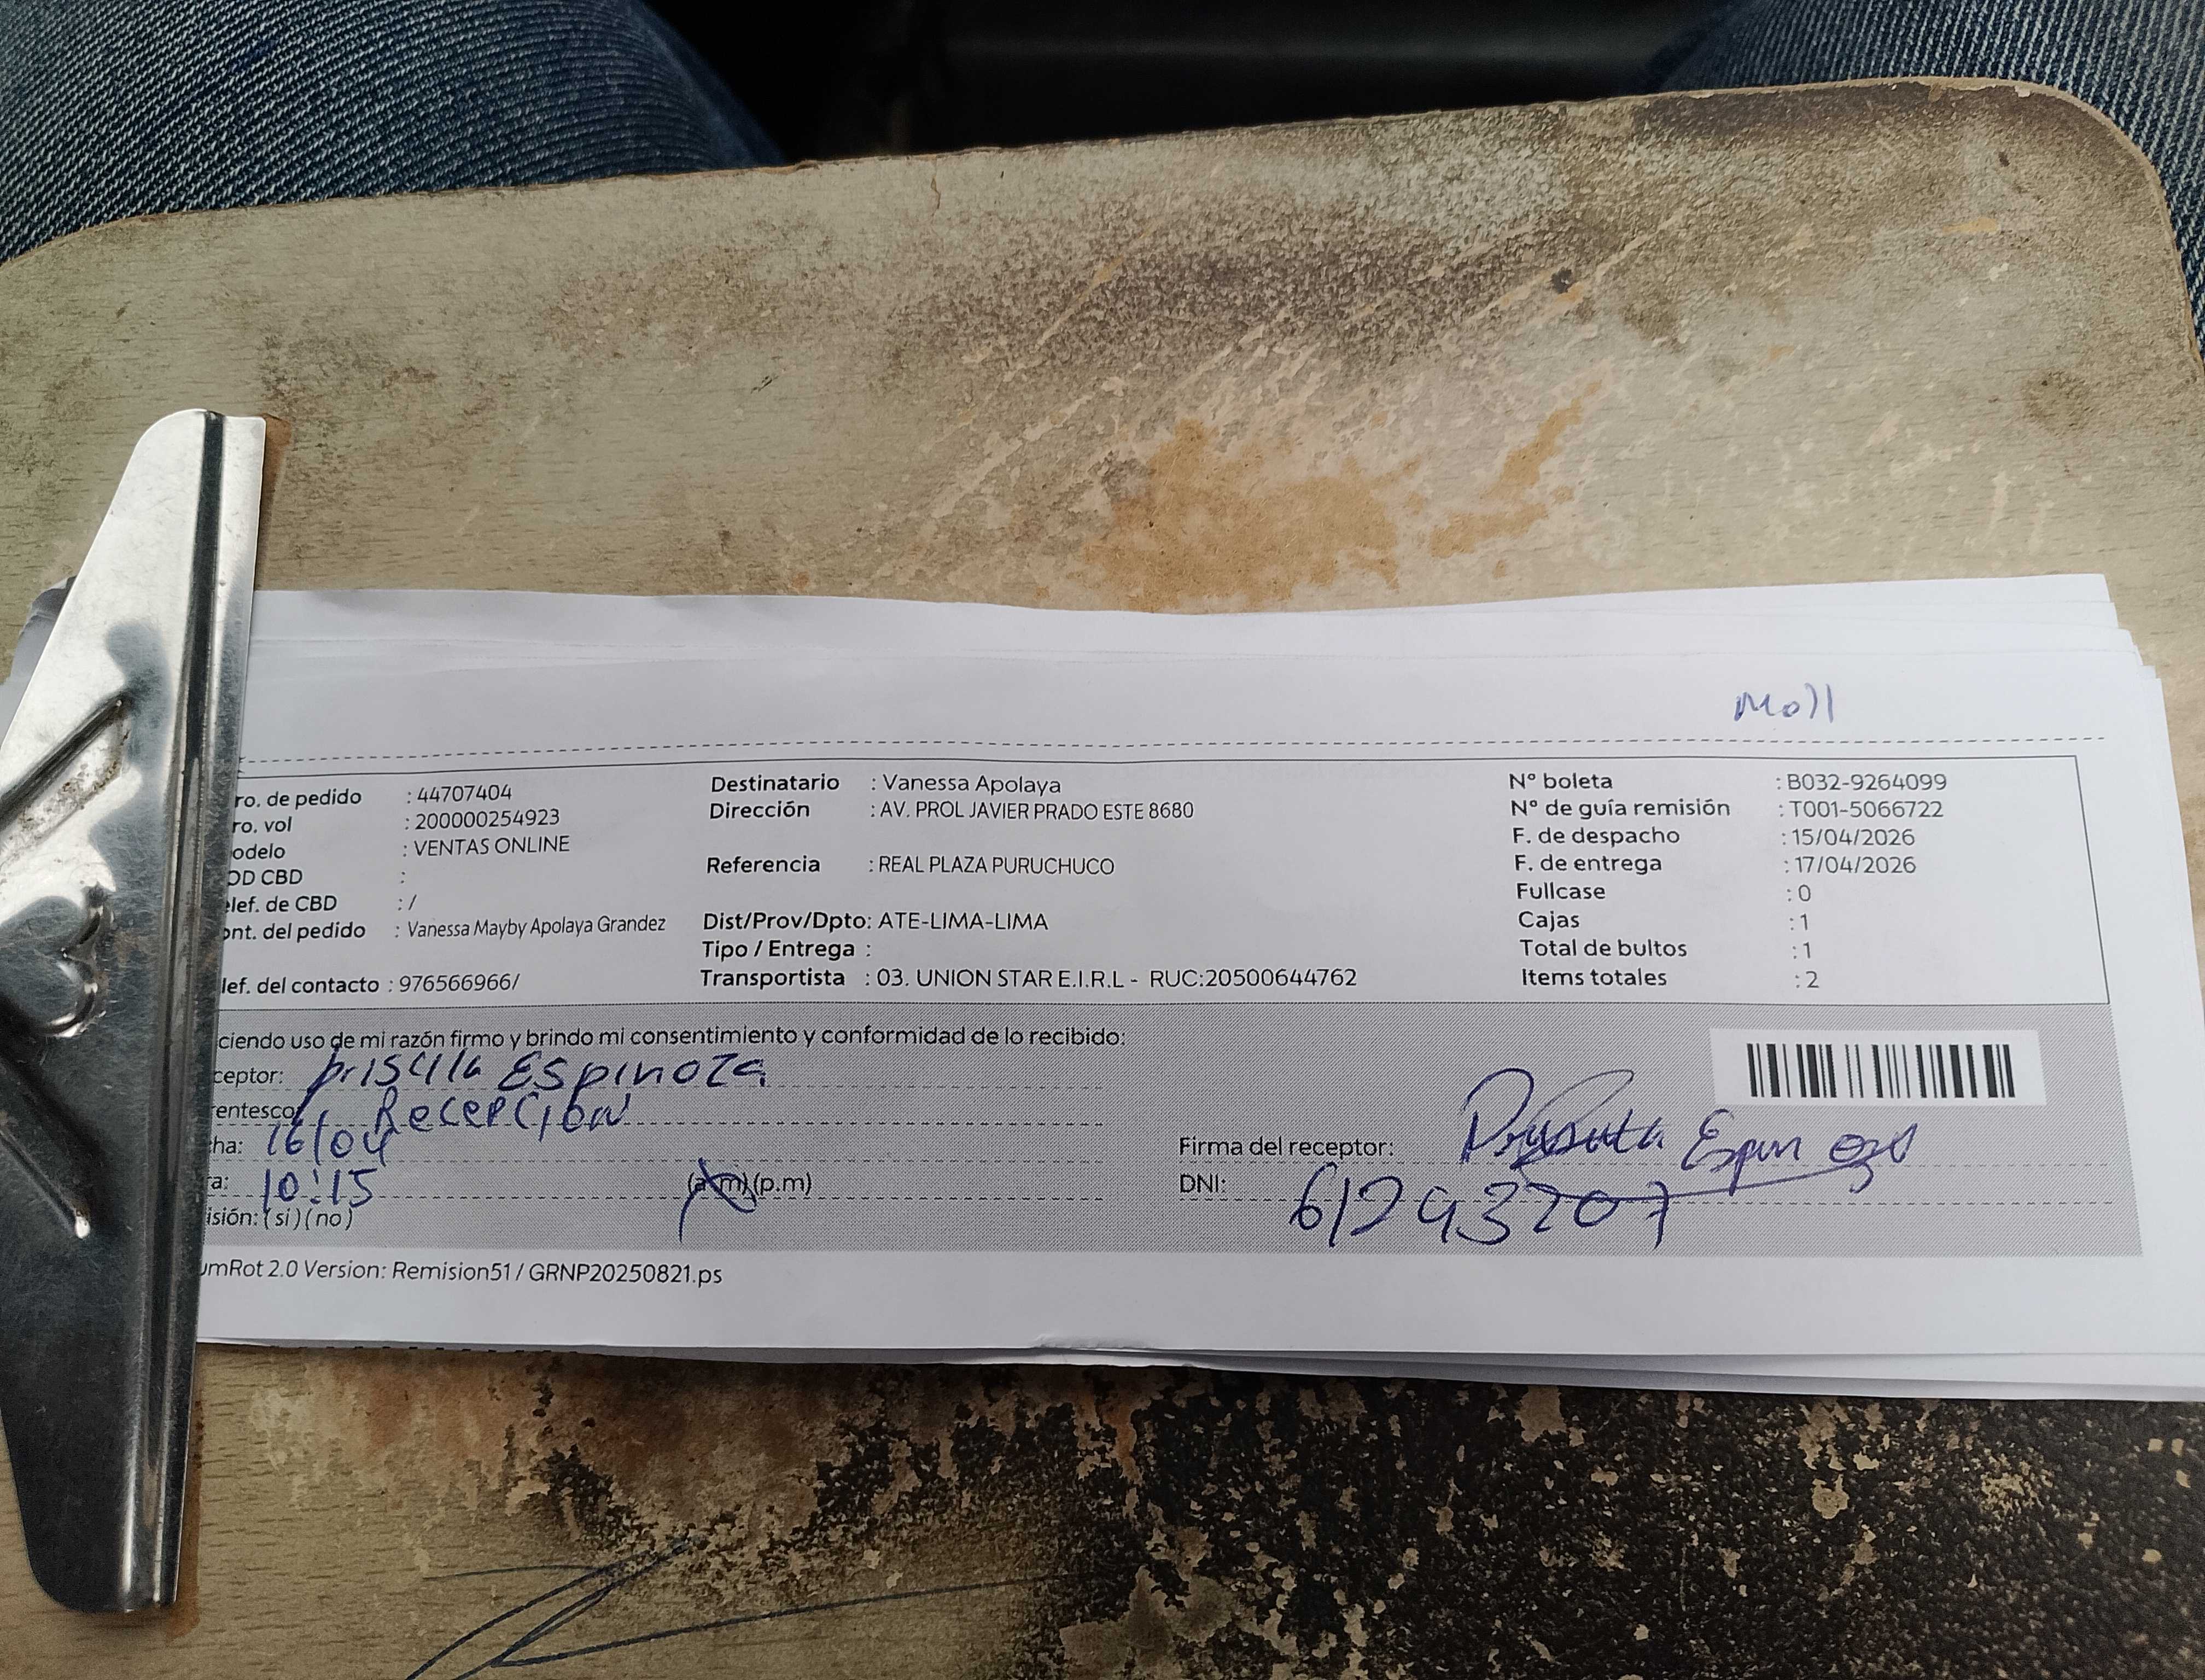 Moll
ro. de pedido : 44707404
ro. vol : 200000254923
odelo : VENTAS ONLINE
OD CBD :
elef. de CBD : /
ont. del pedido : Vanessa Mayby Apolaya Grandez
lef. del contacto : 976566966/
Destinatario : Vanessa Apolaya
Dirección : AV. PROL JAVIER PRADO ESTE 8680
Referencia : REAL PLAZA PURUCHUCO
Dist/Prov/Dpto: ATE-LIMA-LIMA
Tipo / Entrega :
Transportista : 03. UNION STAR E.I.R.L - RUC:20500644762
N° boleta : B032-9264099
N° de guía remisión : T001-5066722
F. de despacho : 15/04/2026
F. de entrega : 17/04/2026
Fullcase : 0
Cajas : 1
Total de bultos : 1
Items totales : 2
ciendo uso de mi razón firmo y brindo mi consentimiento y conformidad de lo recibido:
ceptor: priscila Espinoza
rentesco: Recepción
ha: 16/04
ra: 10:15 (a.m)(p.m)
isión: (si)(no)
Firma del receptor: Espinoza
DNI: 61293207
umRot 2.0 Version: Remision51 / GRNP20250821.ps